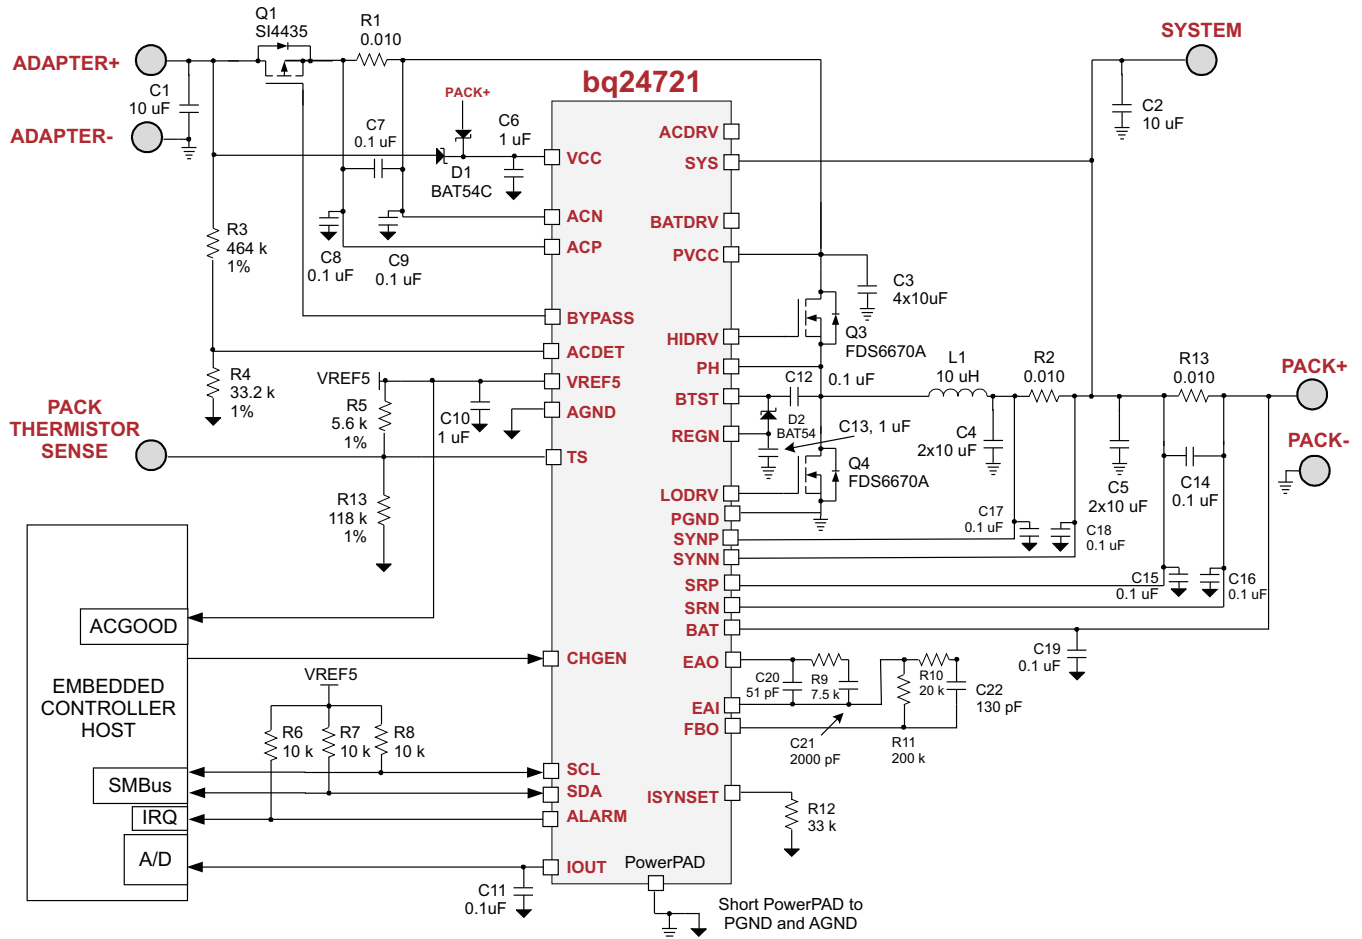 Q1
SI4435
R1
0.010
SYSTEM
ADAPTER+
C1
10 uF
ADAPTER-
bq24721
PACK+
C7
0.1 uF
C6
1 uF
D1
BAT54C
C2
10 uF
VCC
ACN
ACP
BYPASS
ACDET
VREF5
AGND
TS
CHGEN
SCL
SDA
ALARM
IOUT
ACDRV
SYS
BATDRV
PVCC
HIDRV
PH
BTST
REGN
LODRV
PGND
SYNP
SYNN
SRP
SRN
BAT
EAO
EAI
FBO
ISYNSET
PowerPAD
R3
464 k
1%
C8
0.1 uF
C9
0.1 uF
C3
4x10uF
Q3
FDS6670A
R4
33.2 k
1%
VREF5
R5
5.6 k
1%
C10
1 uF
PACK
THERMISTOR
SENSE
R13
118 k
1%
C12
0.1 uF
D2
BAT54
C13, 1 uF
L1
10 uH
R2
0.010
R13
0.010
PACK+
PACK-
C4
2x10 uF
C5
2x10 uF
C14
0.1 uF
Q4
FDS6670A
C17
0.1 uF
C18
0.1 uF
C15
0.1 uF
C16
0.1 uF
C19
0.1 uF
C20
51 pF
R9
7.5 k
R10
20 k
C22
130 pF
C21
2000 pF
R11
200 k
R12
33 k
ACGOOD
EMBEDDED
CONTROLLER
HOST
SMBus
IRQ
A/D
VREF5
R6
10 k
R7
10 k
R8
10 k
C11
0.1uF
Short PowerPAD to
PGND and AGND